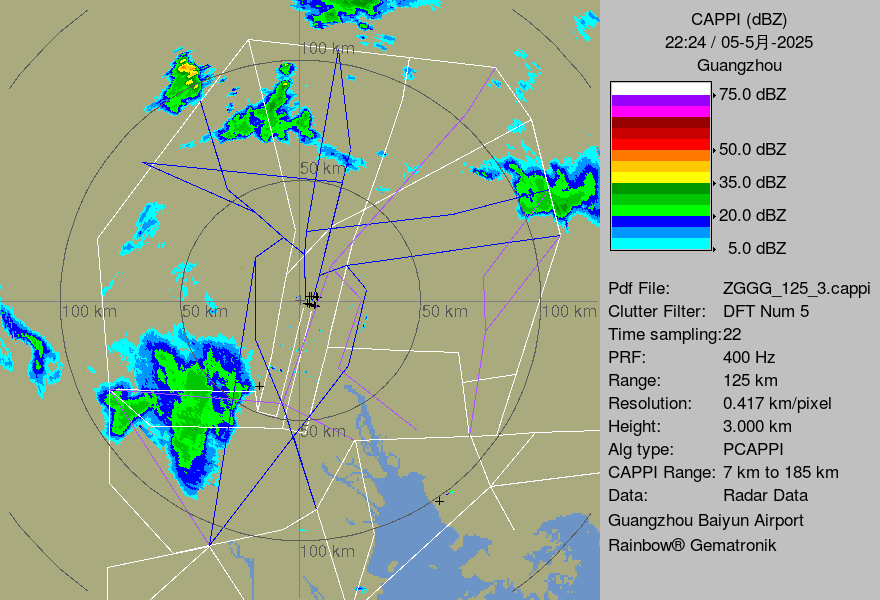 CAPPI (dBZ)
22:24 / 05-5月-2025
Guangzhou
75.0 dBZ
50.0 dBZ
35.0 dBZ
20.0 dBZ
5.0 dBZ
Pdf File: ZGGG_125_3.cappi
Clutter Filter: DFT Num 5
Time sampling:22
PRF: 400 Hz
Range: 125 km
Resolution: 0.417 km/pixel
Height: 3.000 km
Alg type: PCAPPI
CAPPI Range: 7 km to 185 km
Data: Radar Data
Guangzhou Baiyun Airport
Rainbow® Gematronik
100 km
50 km
100 km
50 km
50 km
100 km
50 km
100 km